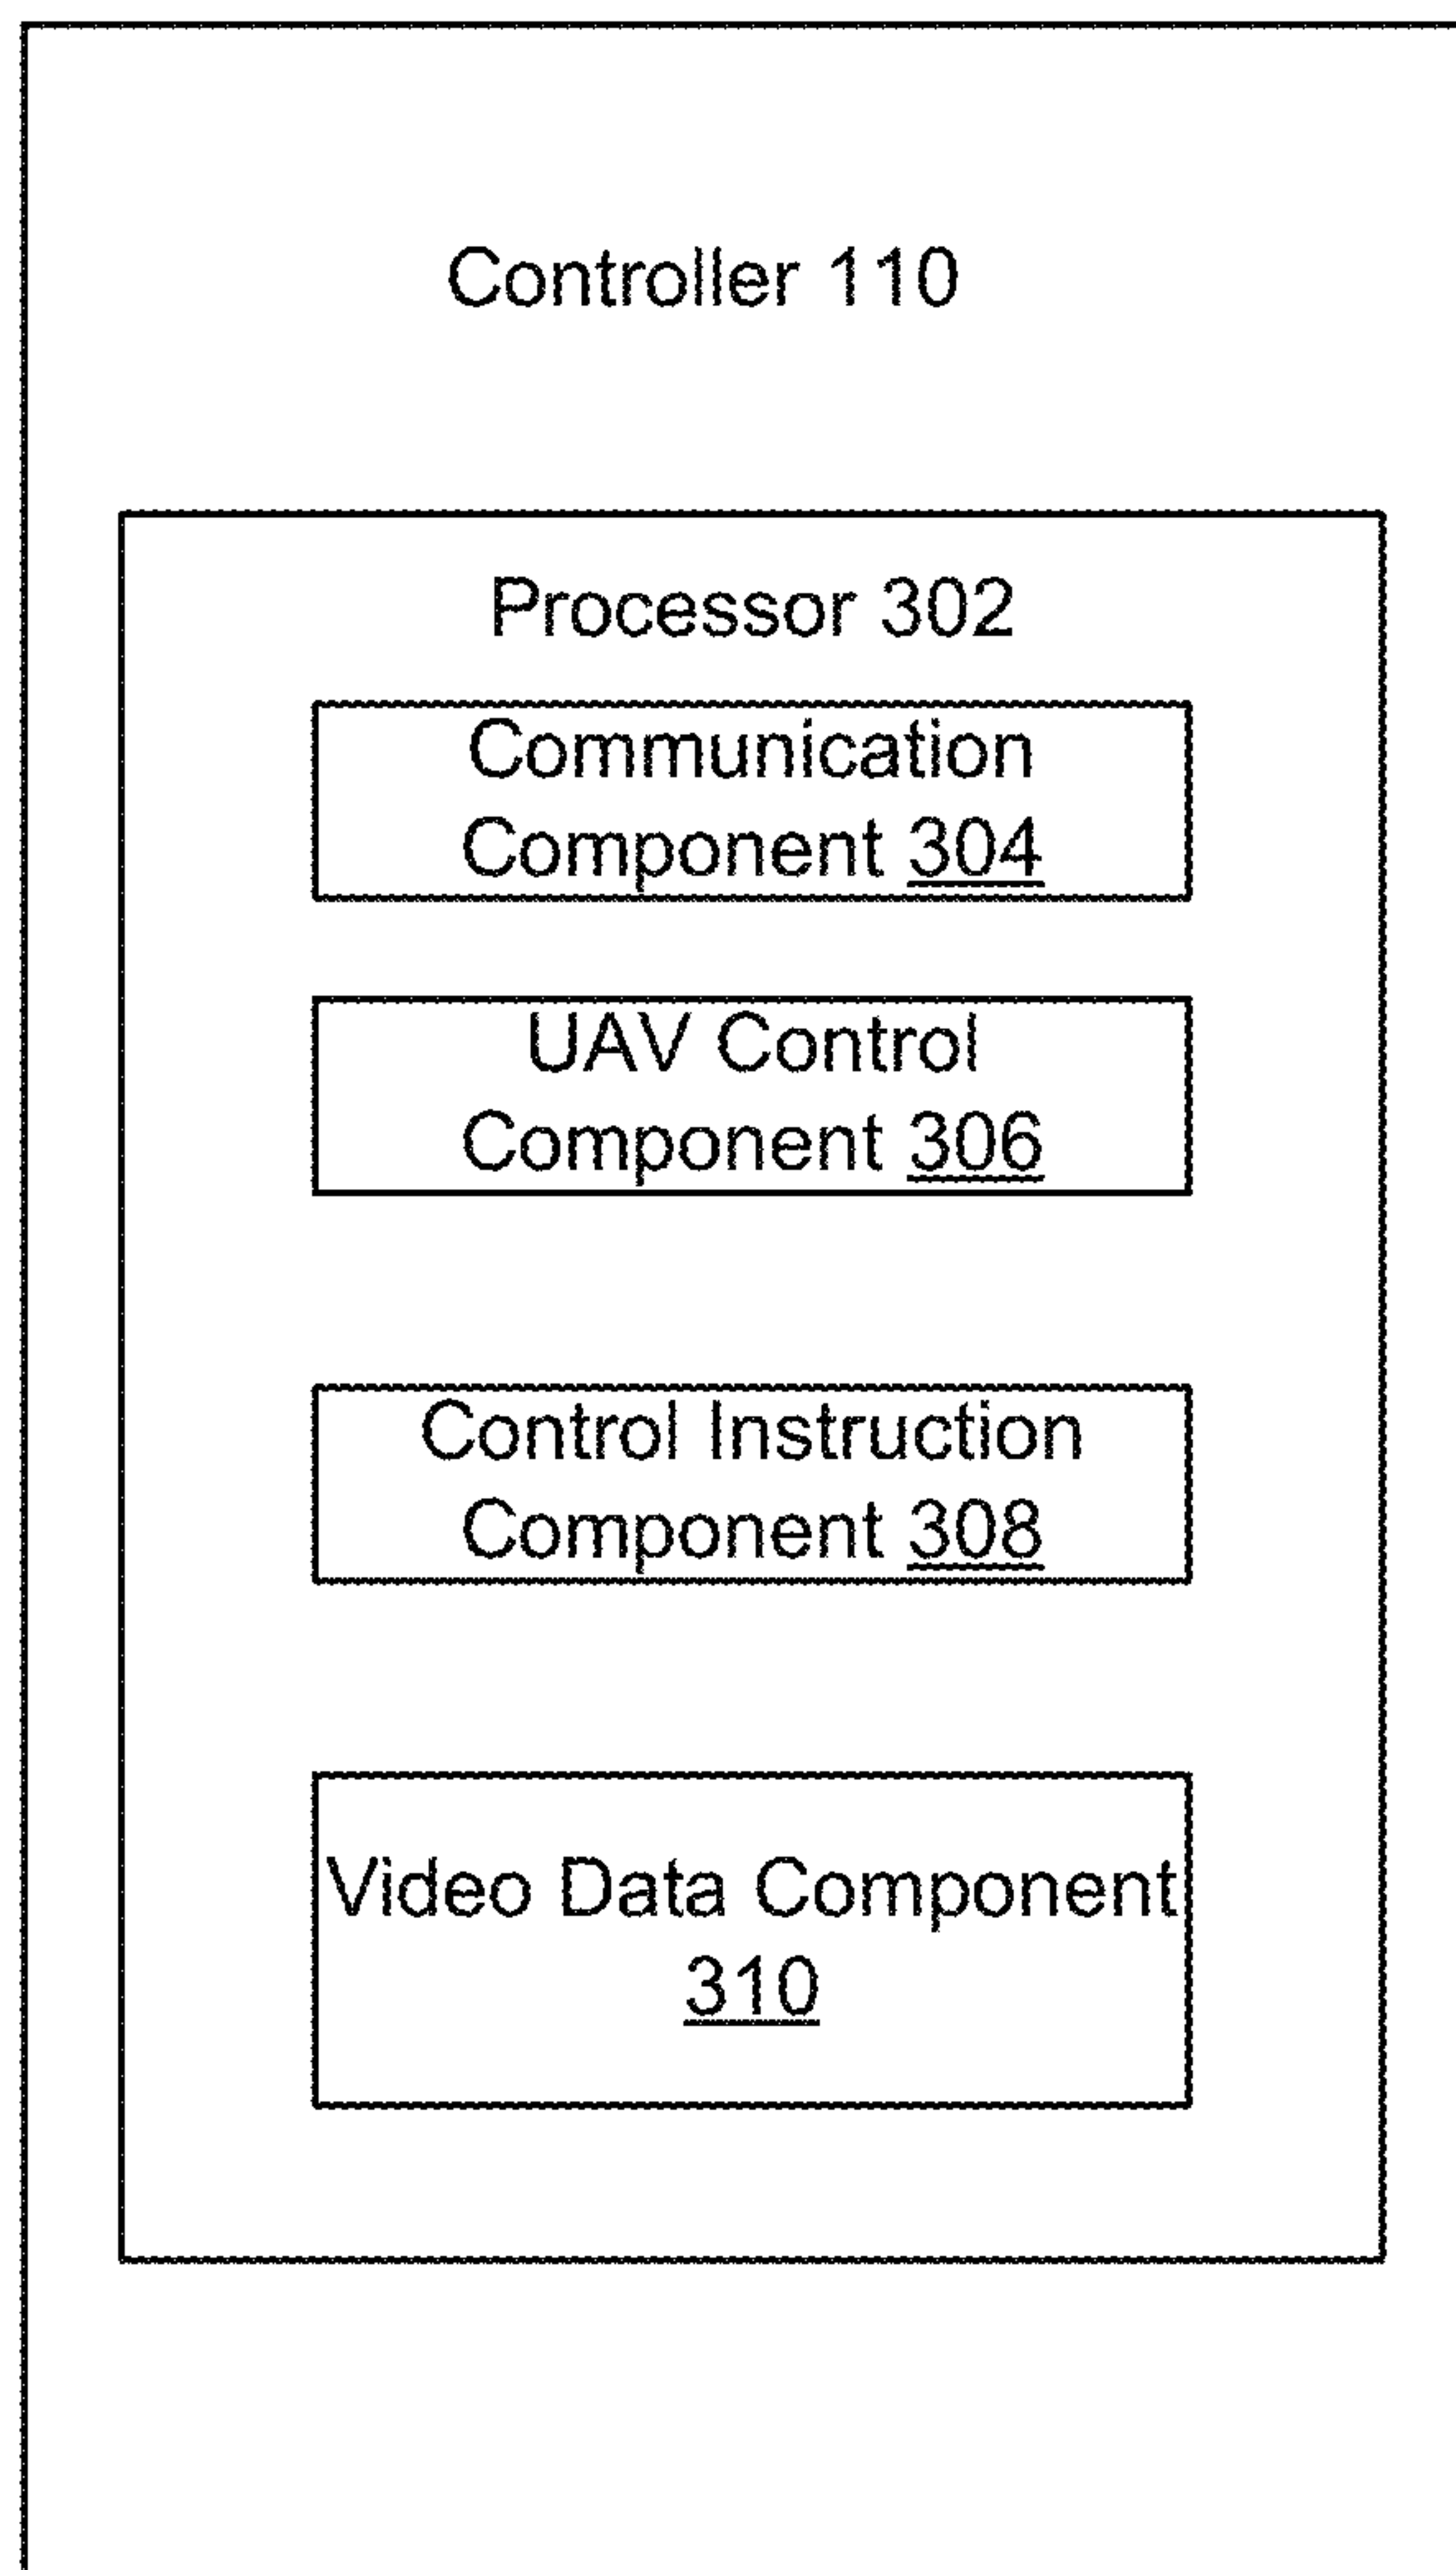 Controller 110
Processor 302
Communication
Component 304
UAV Control
Component 306
Control Instruction
Component 308
Video Data Component
310